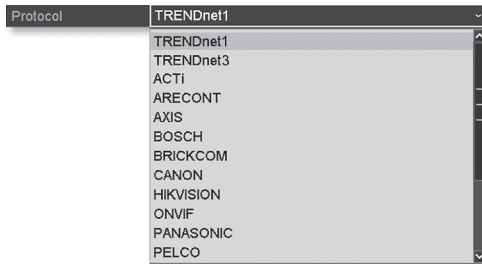 Protocol TRENDnet1
TRENDnet1
TRENDnet3
ACTi
ARECONT
AXIS
BOSCH
BRICKCOM
CANON
HIKVISION
ONVIF
PANASONIC
PELCO